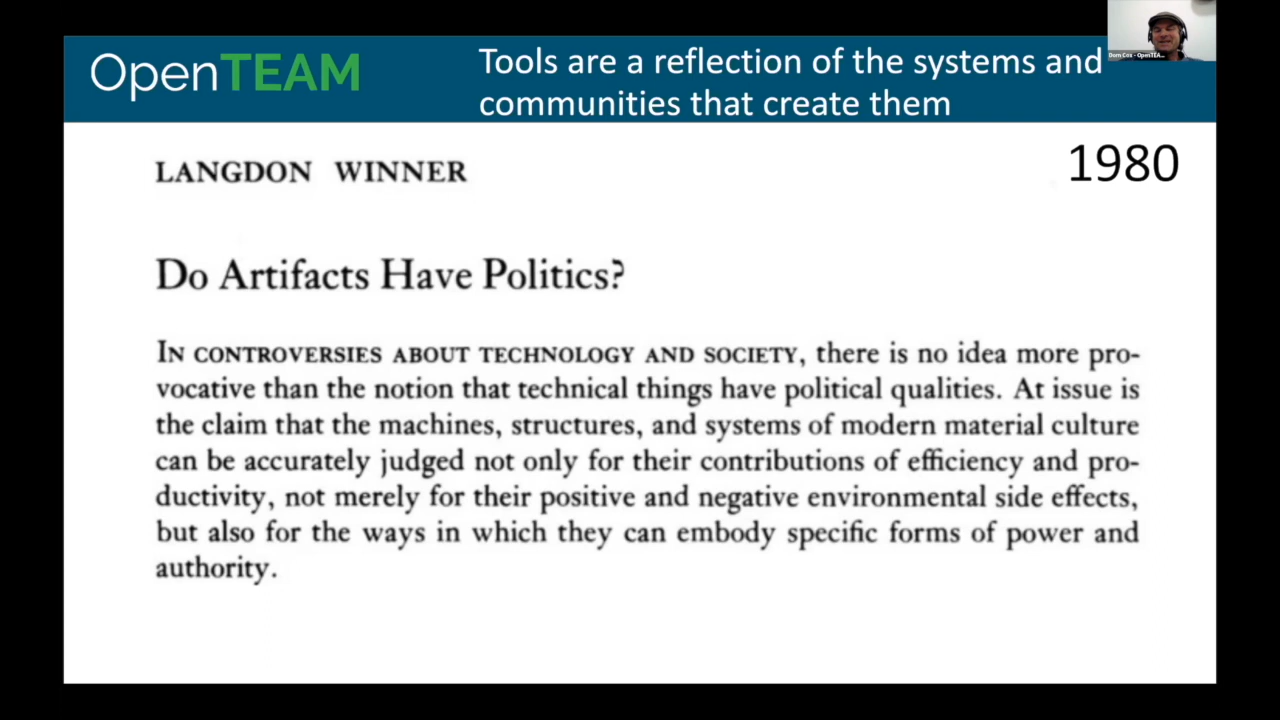 OpenTEAM
Tools are a reflection of the systems and
communities that create them
Dorn Cox - OpenTEA...
LANGDON WINNER
1980
Do Artifacts Have Politics?
IN CONTROVERSIES ABOUT TECHNOLOGY AND SOCIETY, there is no idea more pro-
vocative than the notion that technical things have political qualities. At issue is
the claim that the machines, structures, and systems of modern material culture
can be accurately judged not only for their contributions of efficiency and pro-
ductivity, not merely for their positive and negative environmental side effects,
but also for the ways in which they can embody specific forms of power and
authority.